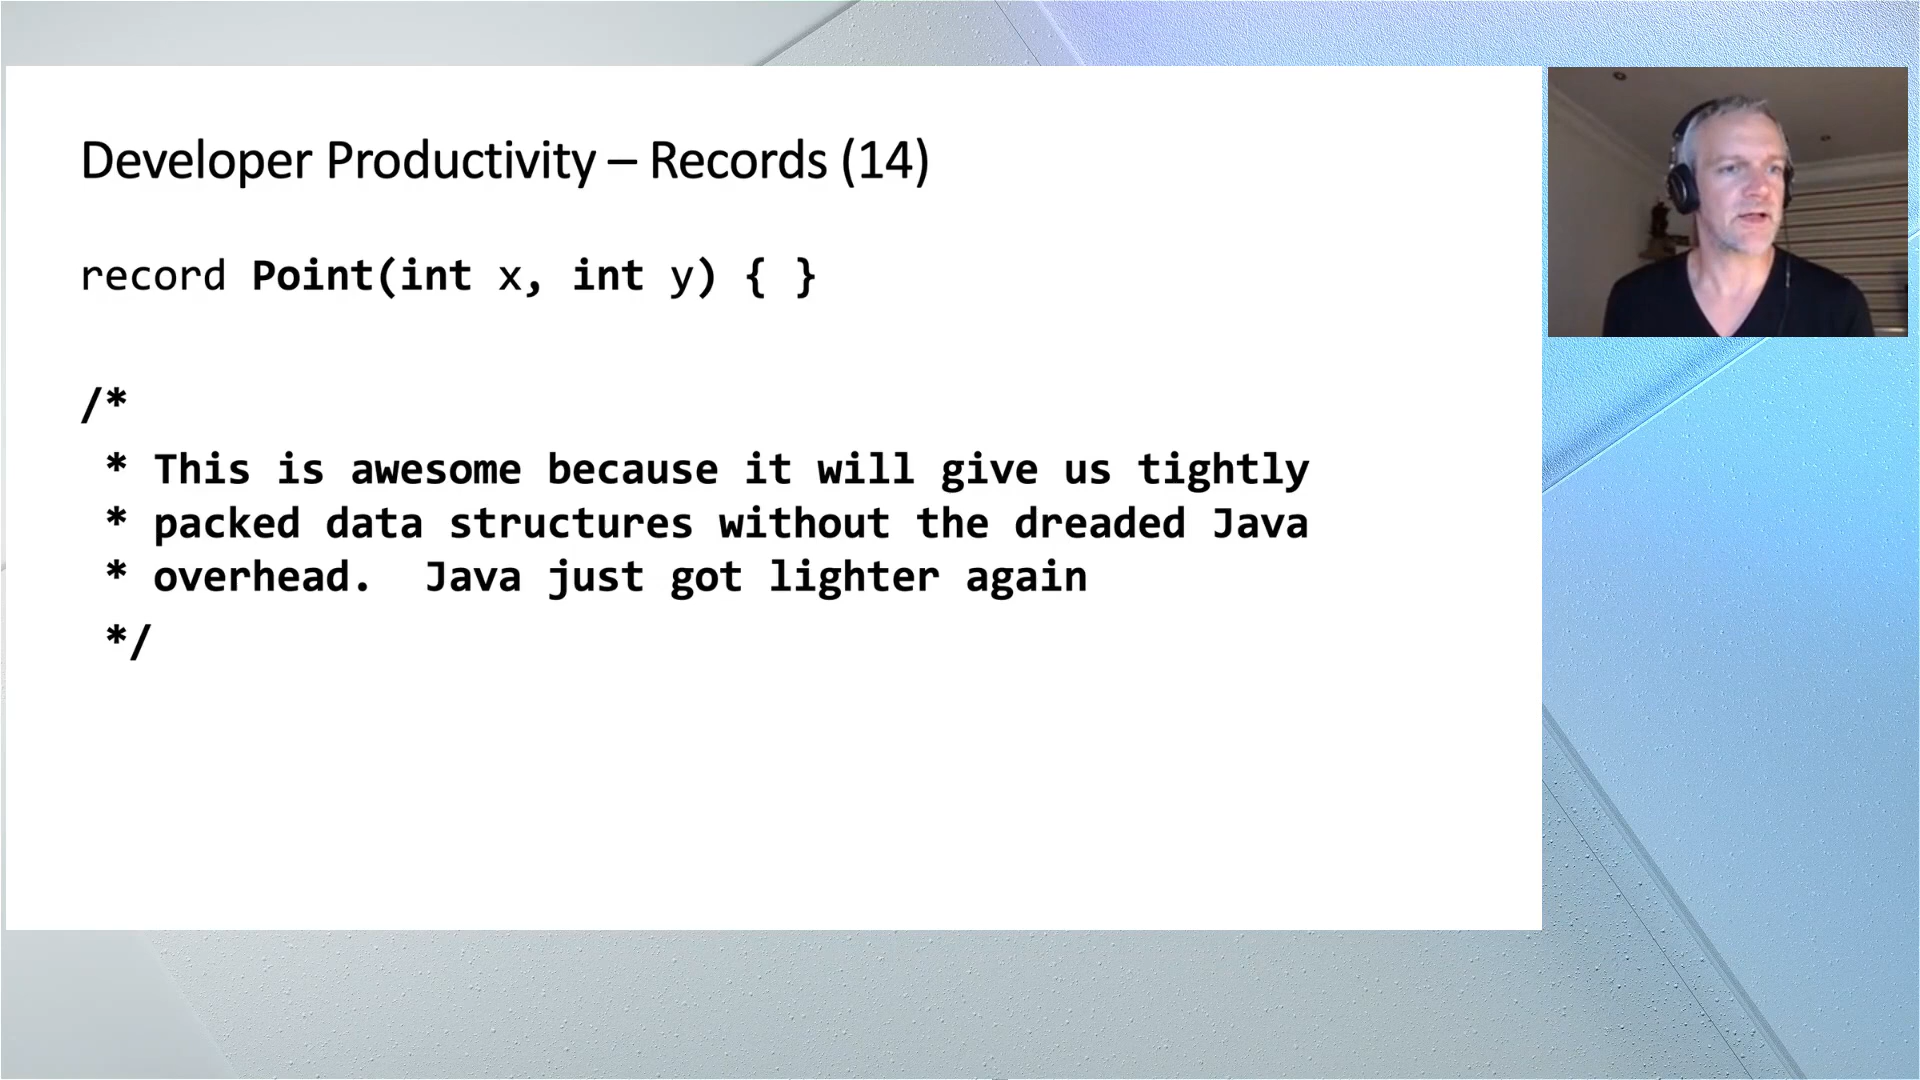 Developer Productivity – Records (14)
record Point(int x, int y) { }
/*
* This is awesome because it will give us tightly
* packed data structures without the dreaded Java
* overhead.  Java just got lighter again
*/